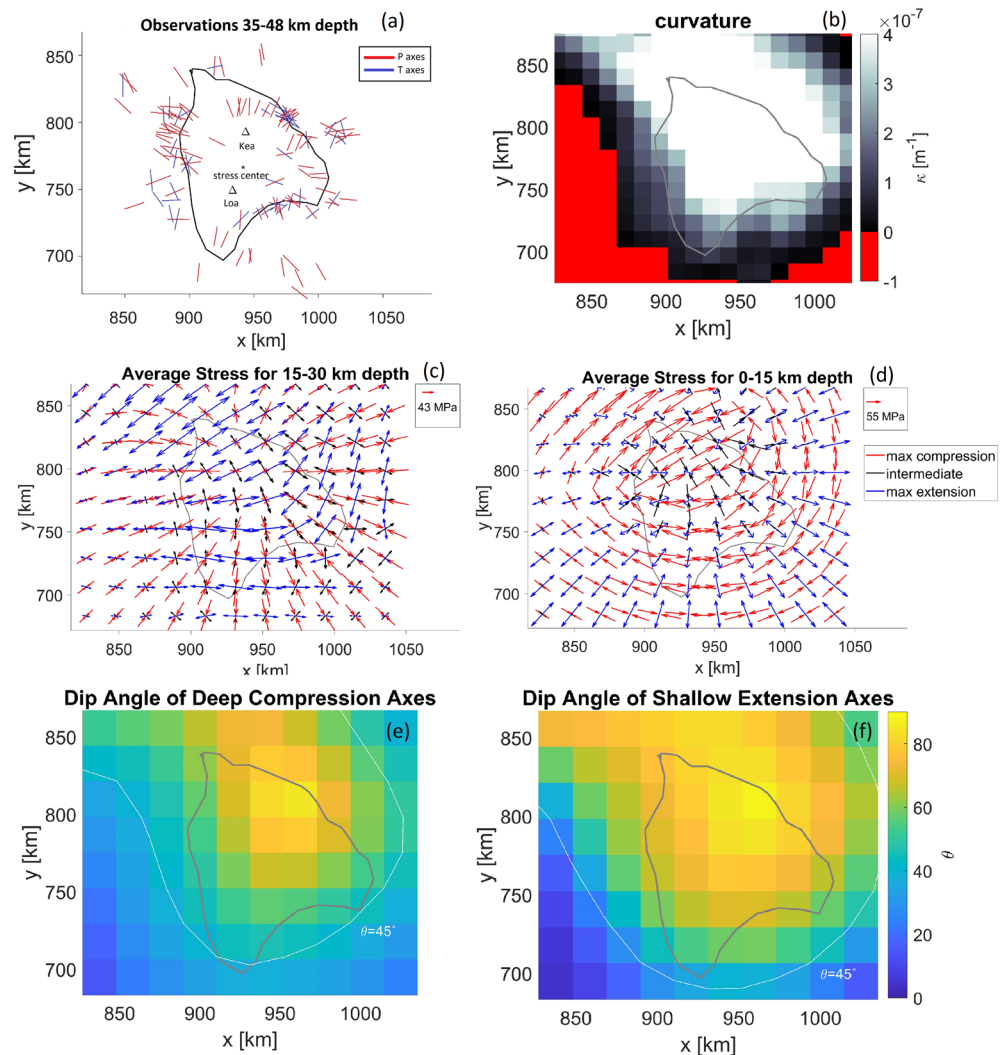 Observations 35-48 km depth
(a)
P axes
T axes
850
800
750
700
y [km]
Kea
stress center
Loa
850 900 950 1000 1050
x [km]
curvature
(b)
×10⁻⁷
850
800
750
700
y [km]
4
3
2
1
0
-1
κ [m⁻¹]
850 900 950 1000
x [km]
Average Stress for 15-30 km depth
(c)
43 MPa
850
800
750
700
y [km]
850 900 950 1000 1050
x [km]
Average Stress for 0-15 km depth
(d)
55 MPa
max compression
intermediate
max extension
850
800
750
700
y [km]
850 900 950 1000 1050
x [km]
Dip Angle of Deep Compression Axes
(e)
850
800
750
700
y [km]
θ=45°
850 900 950 1000
x [km]
Dip Angle of Shallow Extension Axes
(f)
850
800
750
700
y [km]
θ=45°
80
60
40
20
0
θ
850 900 950 1000
x [km]